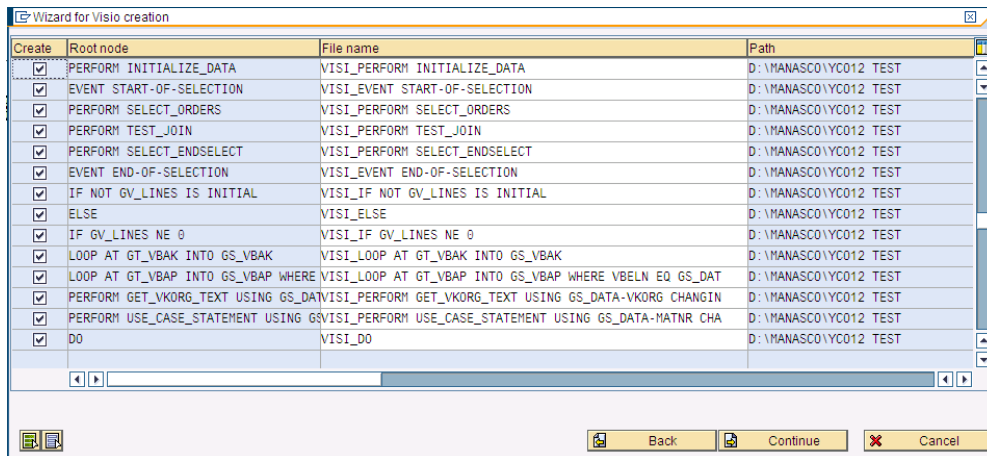 Wizard for Visio creation
Create Root node File name Path
PERFORM INITIALIZE_DATA VISI_PERFORM INITIALIZE_DATA D:\MANASCO\YC012 TEST
EVENT START-OF-SELECTION VISI_EVENT START-OF-SELECTION D:\MANASCO\YC012 TEST
PERFORM SELECT_ORDERS VISI_PERFORM SELECT_ORDERS D:\MANASCO\YC012 TEST
PERFORM TEST_JOIN VISI_PERFORM TEST_JOIN D:\MANASCO\YC012 TEST
PERFORM SELECT_ENDSELECT VISI_PERFORM SELECT_ENDSELECT D:\MANASCO\YC012 TEST
EVENT END-OF-SELECTION VISI_EVENT END-OF-SELECTION D:\MANASCO\YC012 TEST
IF NOT GV_LINES IS INITIAL VISI_IF NOT GV_LINES IS INITIAL D:\MANASCO\YC012 TEST
ELSE VISI_ELSE D:\MANASCO\YC012 TEST
IF GV_LINES NE 0 VISI_IF GV_LINES NE 0 D:\MANASCO\YC012 TEST
LOOP AT GT_VBAK INTO GS_VBAK VISI_LOOP AT GT_VBAK INTO GS_VBAK D:\MANASCO\YC012 TEST
LOOP AT GT_VBAP INTO GS_VBAP WHERE VISI_LOOP AT GT_VBAP INTO GS_VBAP WHERE VBELN EQ GS_DAT D:\MANASCO\YC012 TEST
PERFORM GET_VKORG_TEXT USING GS_DAT VISI_PERFORM GET_VKORG_TEXT USING GS_DATA-VKORG CHANGIN D:\MANASCO\YC012 TEST
PERFORM USE_CASE_STATEMENT USING GS VISI_PERFORM USE_CASE_STATEMENT USING GS_DATA-MATNR CHA D:\MANASCO\YC012 TEST
DO VISI_DO D:\MANASCO\YC012 TEST
Back Continue Cancel